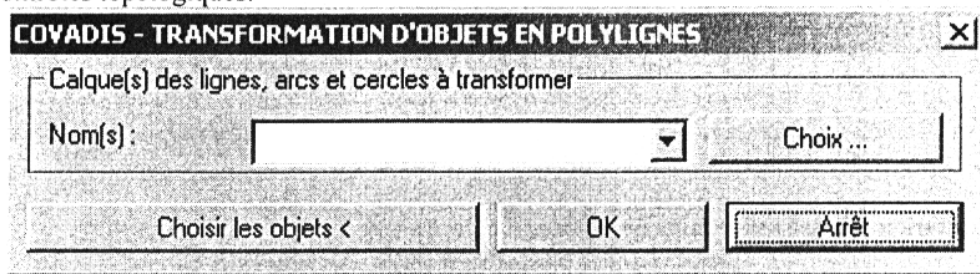 topologiques.
COVADIS - TRANSFORMATION D'OBJETS EN POLYLIGNES
Calque(s) des lignes, arcs et cercles à transformer
Nom(s) :
Choix ...
Choisir les objets <
OK
Arrêt